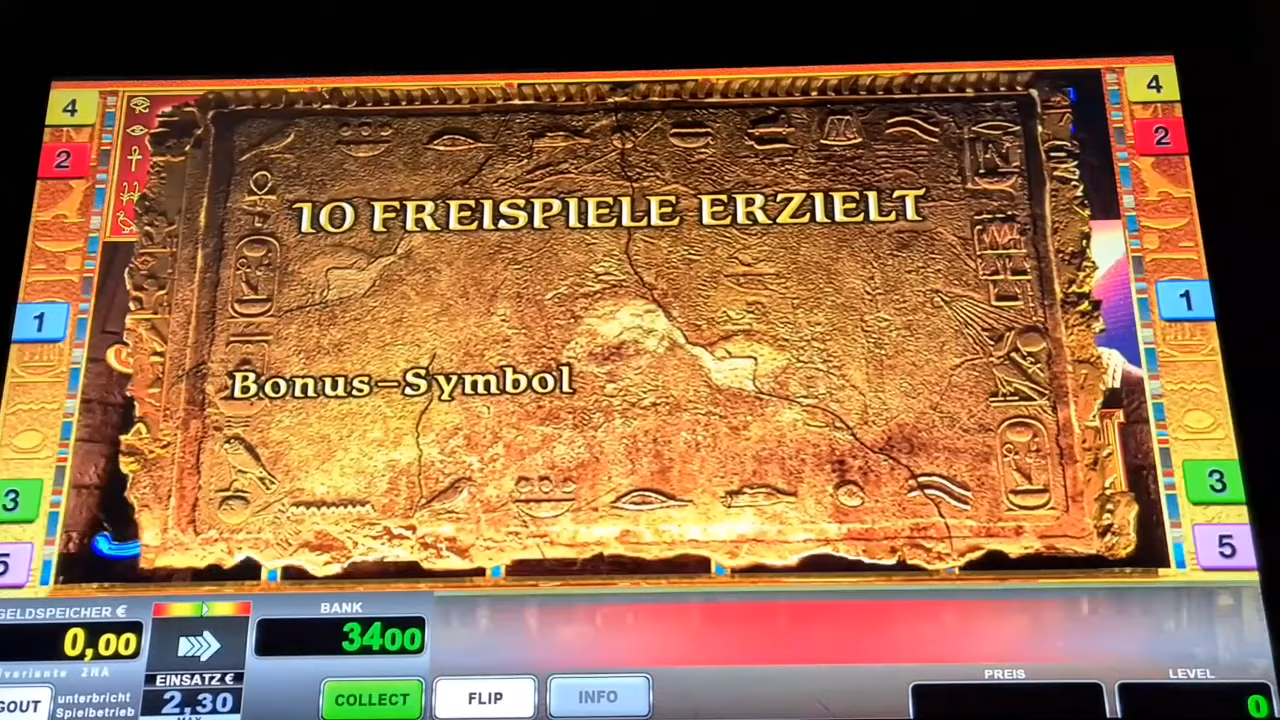 4
4
2
2
10 FREISPIELE ERZIELT
1
1
Bonus-Symbol
3
3
5
5
GELDSPEICHER €
0,00
BANK
3400
EINSATZ €
2,30
unterbricht
Spielbetrieb
COLLECT
FLIP
INFO
PREIS
LEVEL
0